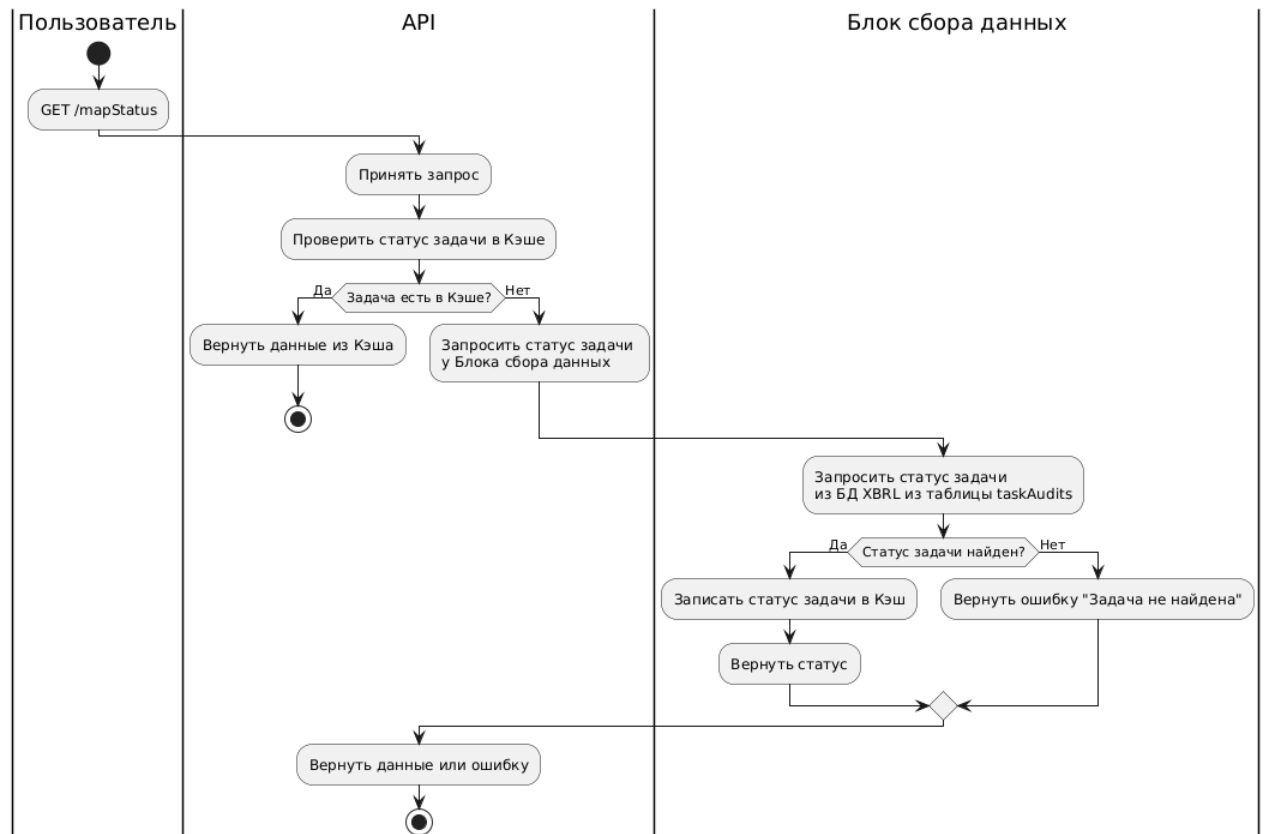 Пользователь
API
Блок сбора данных
GET /mapStatus
Принять запрос
Проверить статус задачи в Кэше
Да
Задача есть в Кэше?
Нет
Вернуть данные из Кэша
Запросить статус задачи
у Блока сбора данных
Запросить статус задачи
из БД XBRL из таблицы taskAudits
Да
Статус задачи найден?
Нет
Записать статус задачи в Кэш
Вернуть ошибку "Задача не найдена"
Вернуть статус
Вернуть данные или ошибку